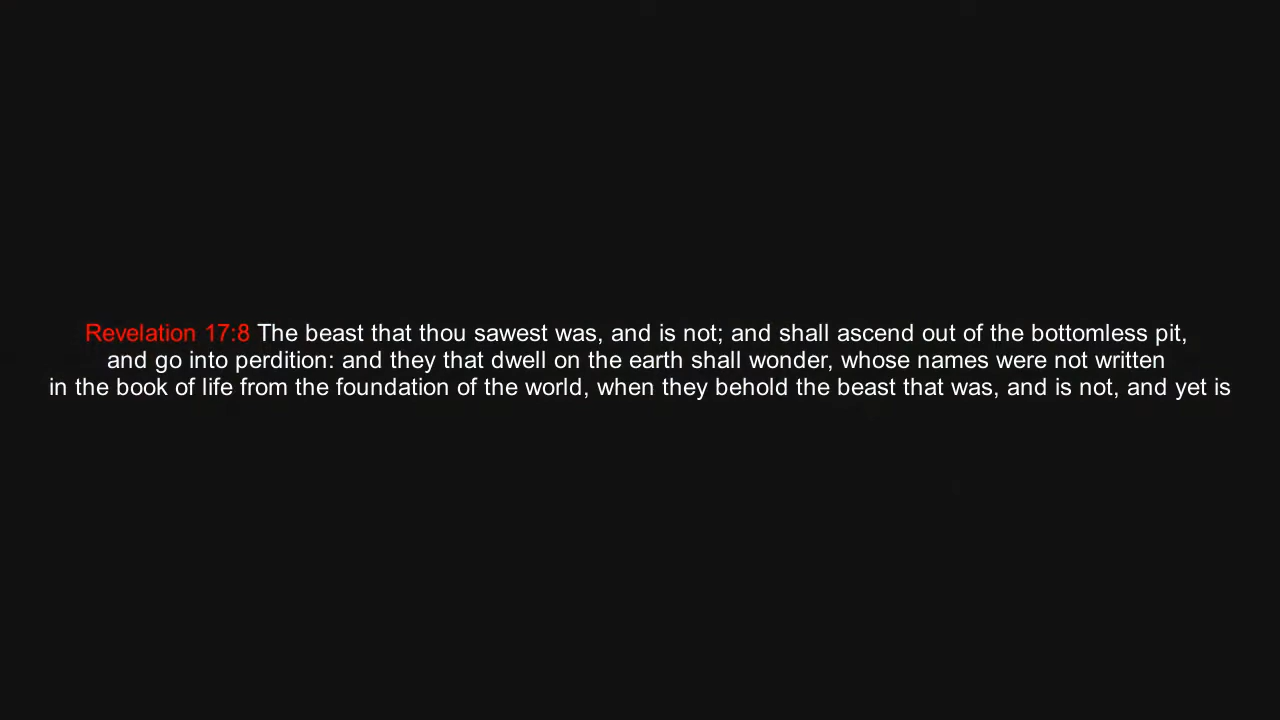 Revelation 17:8 The beast that thou sawest was, and is not; and shall ascend out of the bottomless pit,
and go into perdition: and they that dwell on the earth shall wonder, whose names were not written
in the book of life from the foundation of the world, when they behold the beast that was, and is not, and yet is